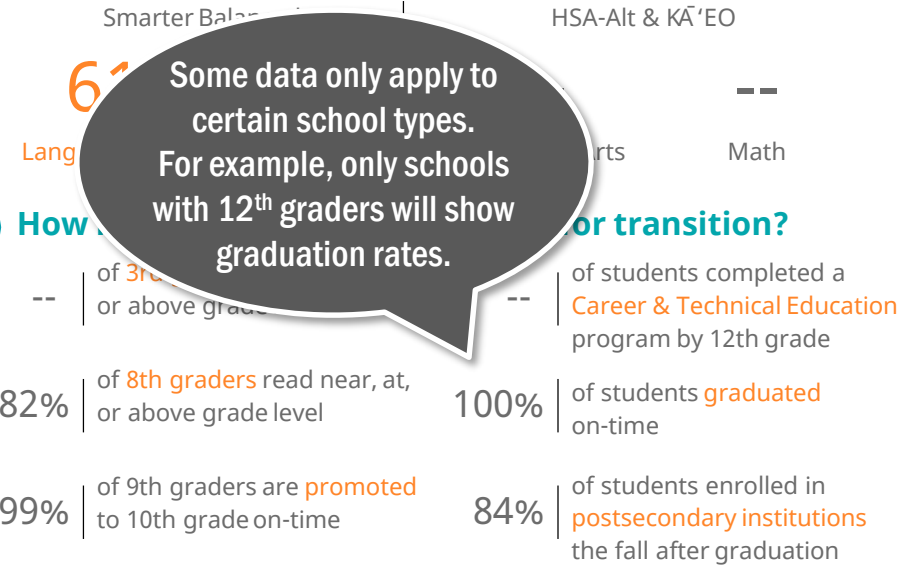 Smarter Balan
HSA-Alt & KĀʻEO
61
--
Some data only apply to
certain school types.
For example, only schools
with 12th graders will show
graduation rates.
Lang
rts
Math
How
or transition?
--
of 3rd
or above grade
--
of students completed a
Career & Technical Education
program by 12th grade
82%
of 8th graders read near, at,
or above grade level
100%
of students graduated
on-time
99%
of 9th graders are promoted
to 10th grade on-time
84%
of students enrolled in
postsecondary institutions
the fall after graduation